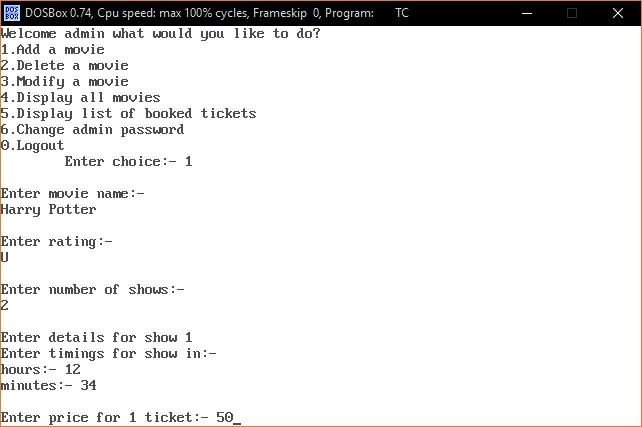 DOS BOX
DOSBox 0.74, Cpu speed: max 100% cycles, Frameskip 0, Program: TC
Welcome admin what would you like to do?
1.Add a movie
2.Delete a movie
3.Modify a movie
4.Display all movies
5.Display list of booked tickets
6.Change admin password
0.Logout
Enter choice:- 1
Enter movie name:-
Harry Potter
Enter rating:-
U
Enter number of shows:-
2
Enter details for show 1
Enter timings for show in:-
hours:- 12
minutes:- 34
Enter price for 1 ticket:- 50_